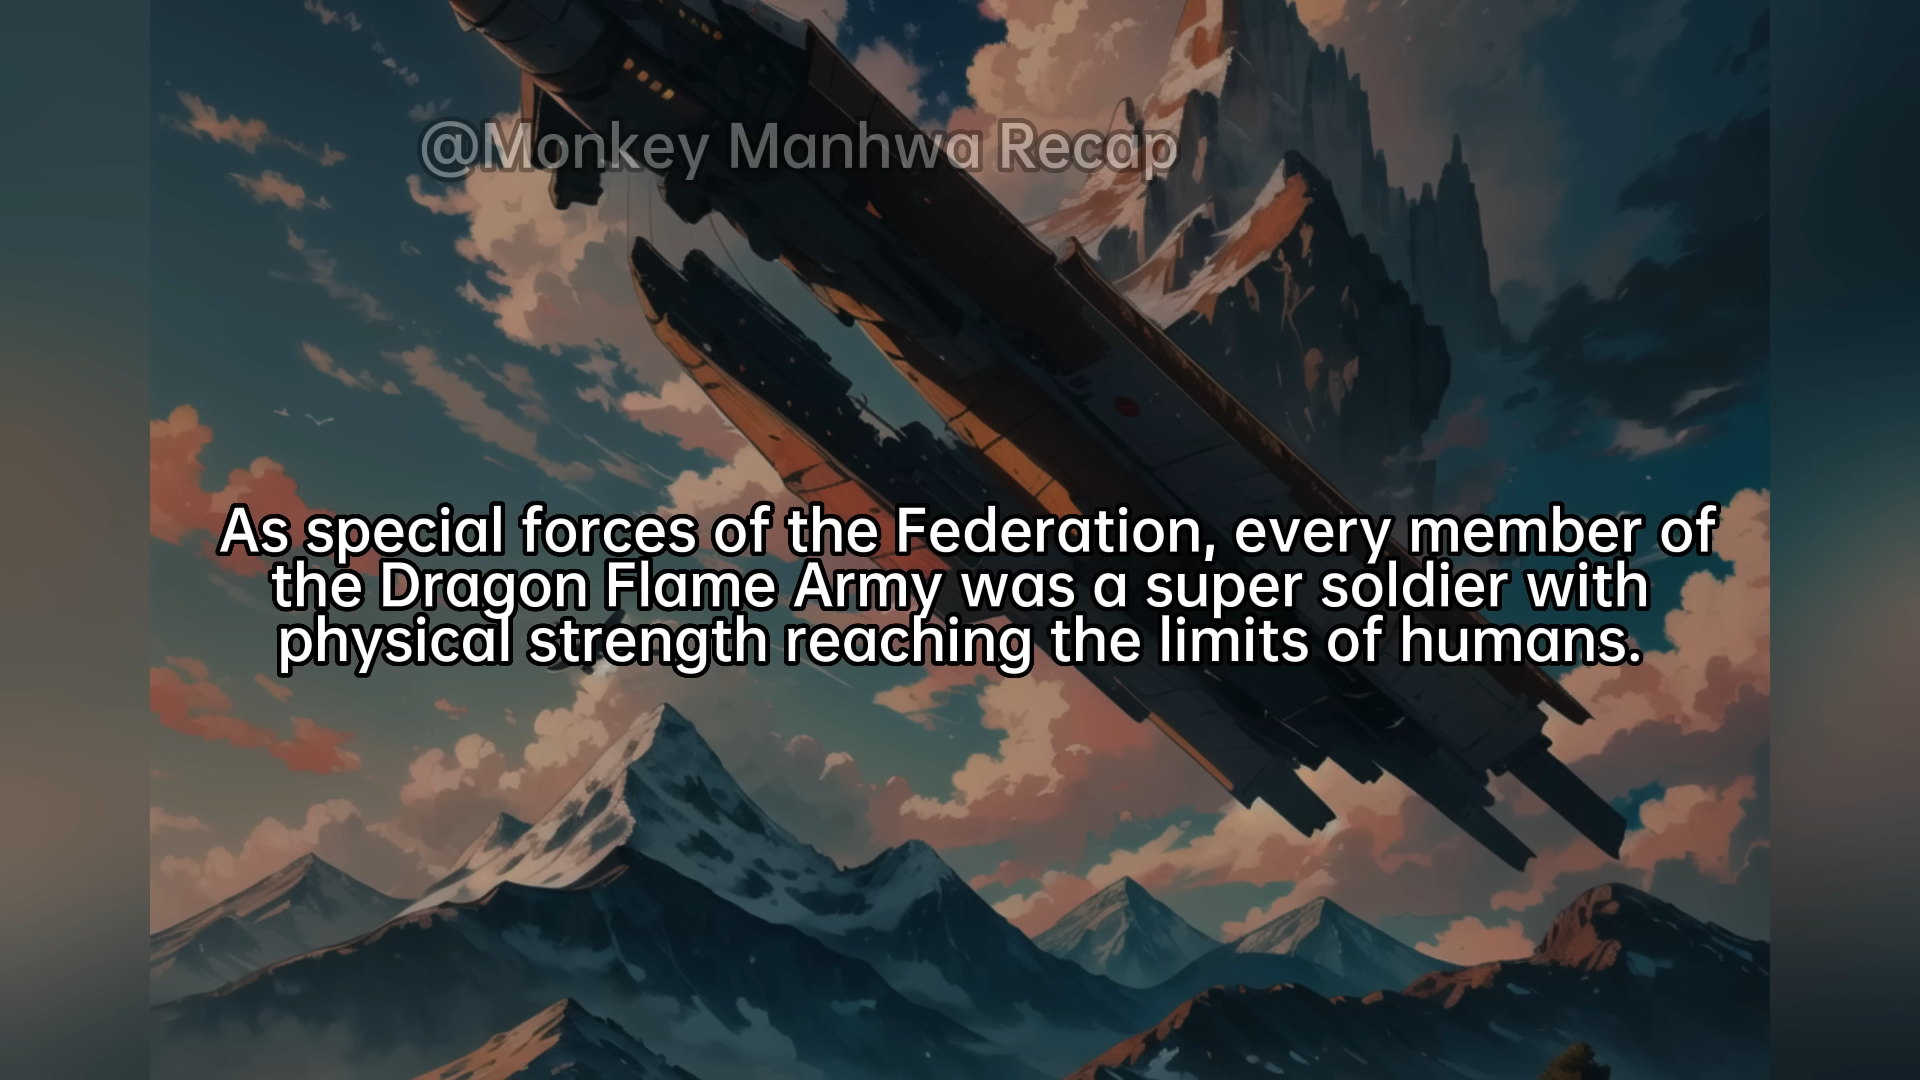 @Monkey Manhwa Recap
As special forces of the Federation, every member of
the Dragon Flame Army was a super soldier with
physical strength reaching the limits of humans.